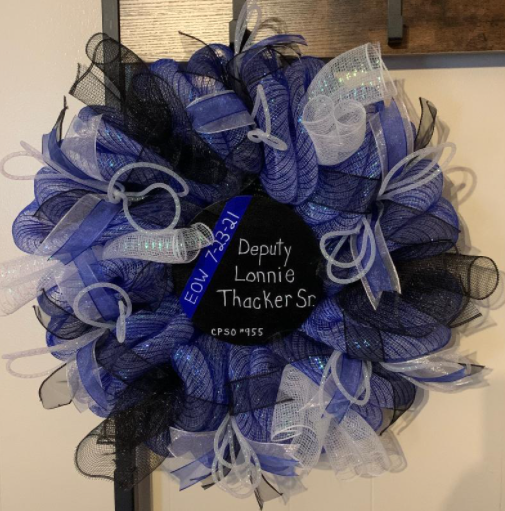 EOW 7-23-21
Deputy
Lonnie
Thacker Sr.
CPSO #955